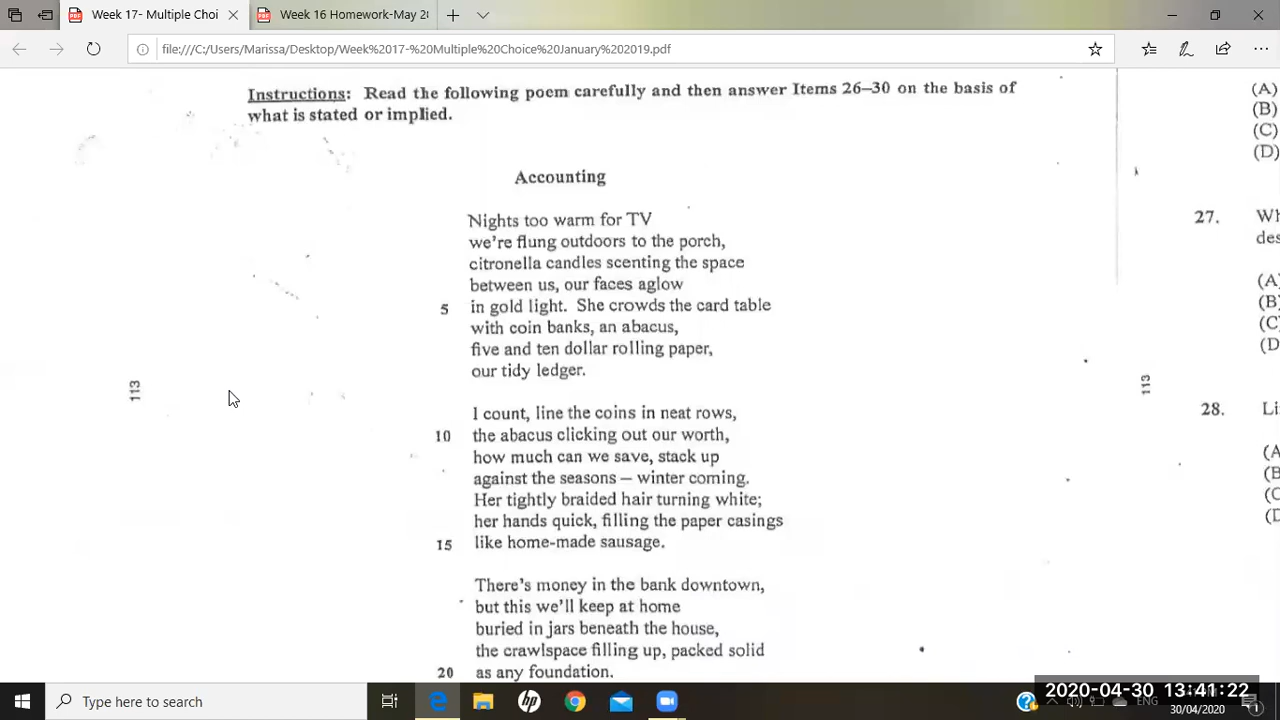 Week 17- Multiple Choi
Week 16 Homework-May 2
file:///C:/Users/Marissa/Desktop/Week%2017-%20Multiple%20Choice%20January%202019.pdf
Instructions: Read the following poem carefully and then answer Items 26–30 on the basis of
what is stated or implied.
Accounting
Nights too warm for TV
we're flung outdoors to the porch,
citronella candles scenting the space
between us, our faces aglow
5 in gold light. She crowds the card table
with coin banks, an abacus,
five and ten dollar rolling paper,
our tidy ledger.
I count, line the coins in neat rows,
10 the abacus clicking out our worth,
how much can we save, stack up
against the seasons – winter coming.
Her tightly braided hair turning white;
her hands quick, filling the paper casings
15 like home-made sausage.
There's money in the bank downtown,
but this we'll keep at home
buried in jars beneath the house,
the crawlspace filling up, packed solid
20 as any foundation.
113
(A)
(B)
(C)
(D)
27. Wh
des
(A)
(B)
(C)
(D
113
28. Li
(A
(B
(C
(D
Type here to search
ENG
2020-04-30 13:41:22
30/04/2020